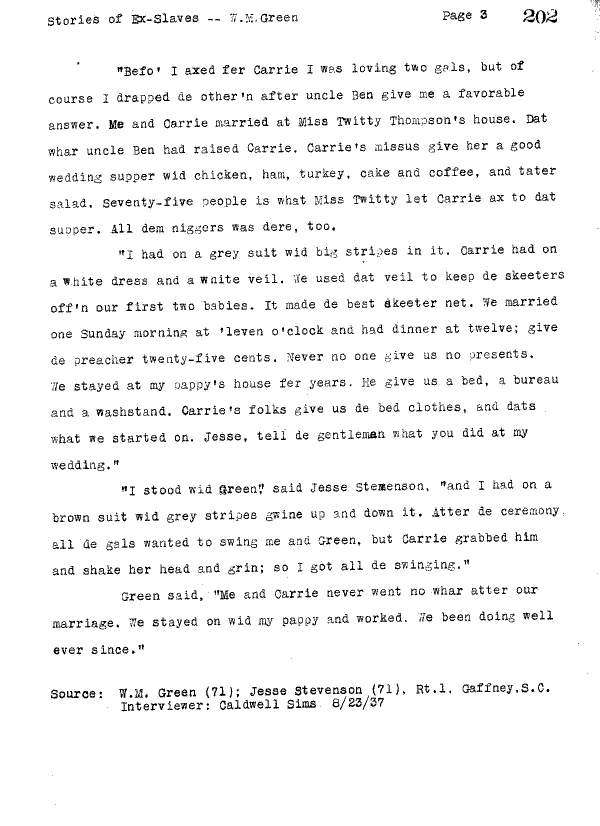 Stories of Ex-Slaves -- W.M.Green Page 3 202
"Befo' I axed fer Carrie I was loving two gals, but of
course I drapped de other'n after uncle Ben give me a favorable
answer. Me and Carrie married at Miss Twitty Thompson's house. Dat
whar uncle Ben had raised Carrie. Carrie's missus give her a good
wedding supper wid chicken, ham, turkey, cake and coffee, and tater
salad. Seventy-five people is what Miss Twitty let Carrie ax to dat
supper. All dem niggers was dere, too.
"I had on a grey suit wid big stripes in it. Carrie had on
a white dress and a white veil. We used dat veil to keep de skeeters
off'n our first two babies. It made de best skeeter net. We married
one Sunday morning at 'leven o'clock and had dinner at twelve; give
de preacher twenty-five cents. Never no one give us no presents.
We stayed at my pappy's house fer years. He give us a bed, a bureau
and a washstand. Carrie's folks give us de bed clothes, and dats
what we started on. Jesse, tell de gentleman what you did at my
wedding."
"I stood wid Green", said Jesse Stemenson, "and I had on a
brown suit wid grey stripes gwine up and down it. Atter de ceremony,
all de gals wanted to swing me and Green, but Carrie grabbed him
and shake her head and grin; so I got all de swinging."
Green said, "Me and Carrie never went no whar atter our
marriage. We stayed on wid my pappy and worked. We been doing well
ever since."
Source: W.M. Green (71); Jesse Stevenson (71), Rt.1, Gaffney,S.C.
Interviewer: Caldwell Sims 8/23/37